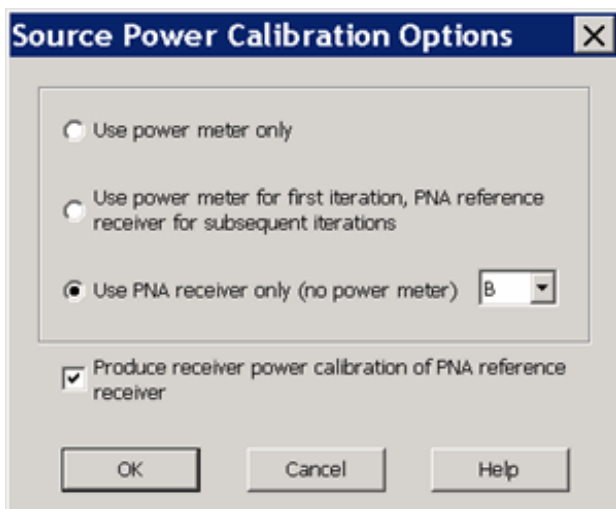 Source Power Calibration Options
Use power meter only
Use power meter for first iteration, PNA reference
receiver for subsequent iterations
Use PNA receiver only (no power meter) B
Produce receiver power calibration of PNA reference
receiver
OK Cancel Help